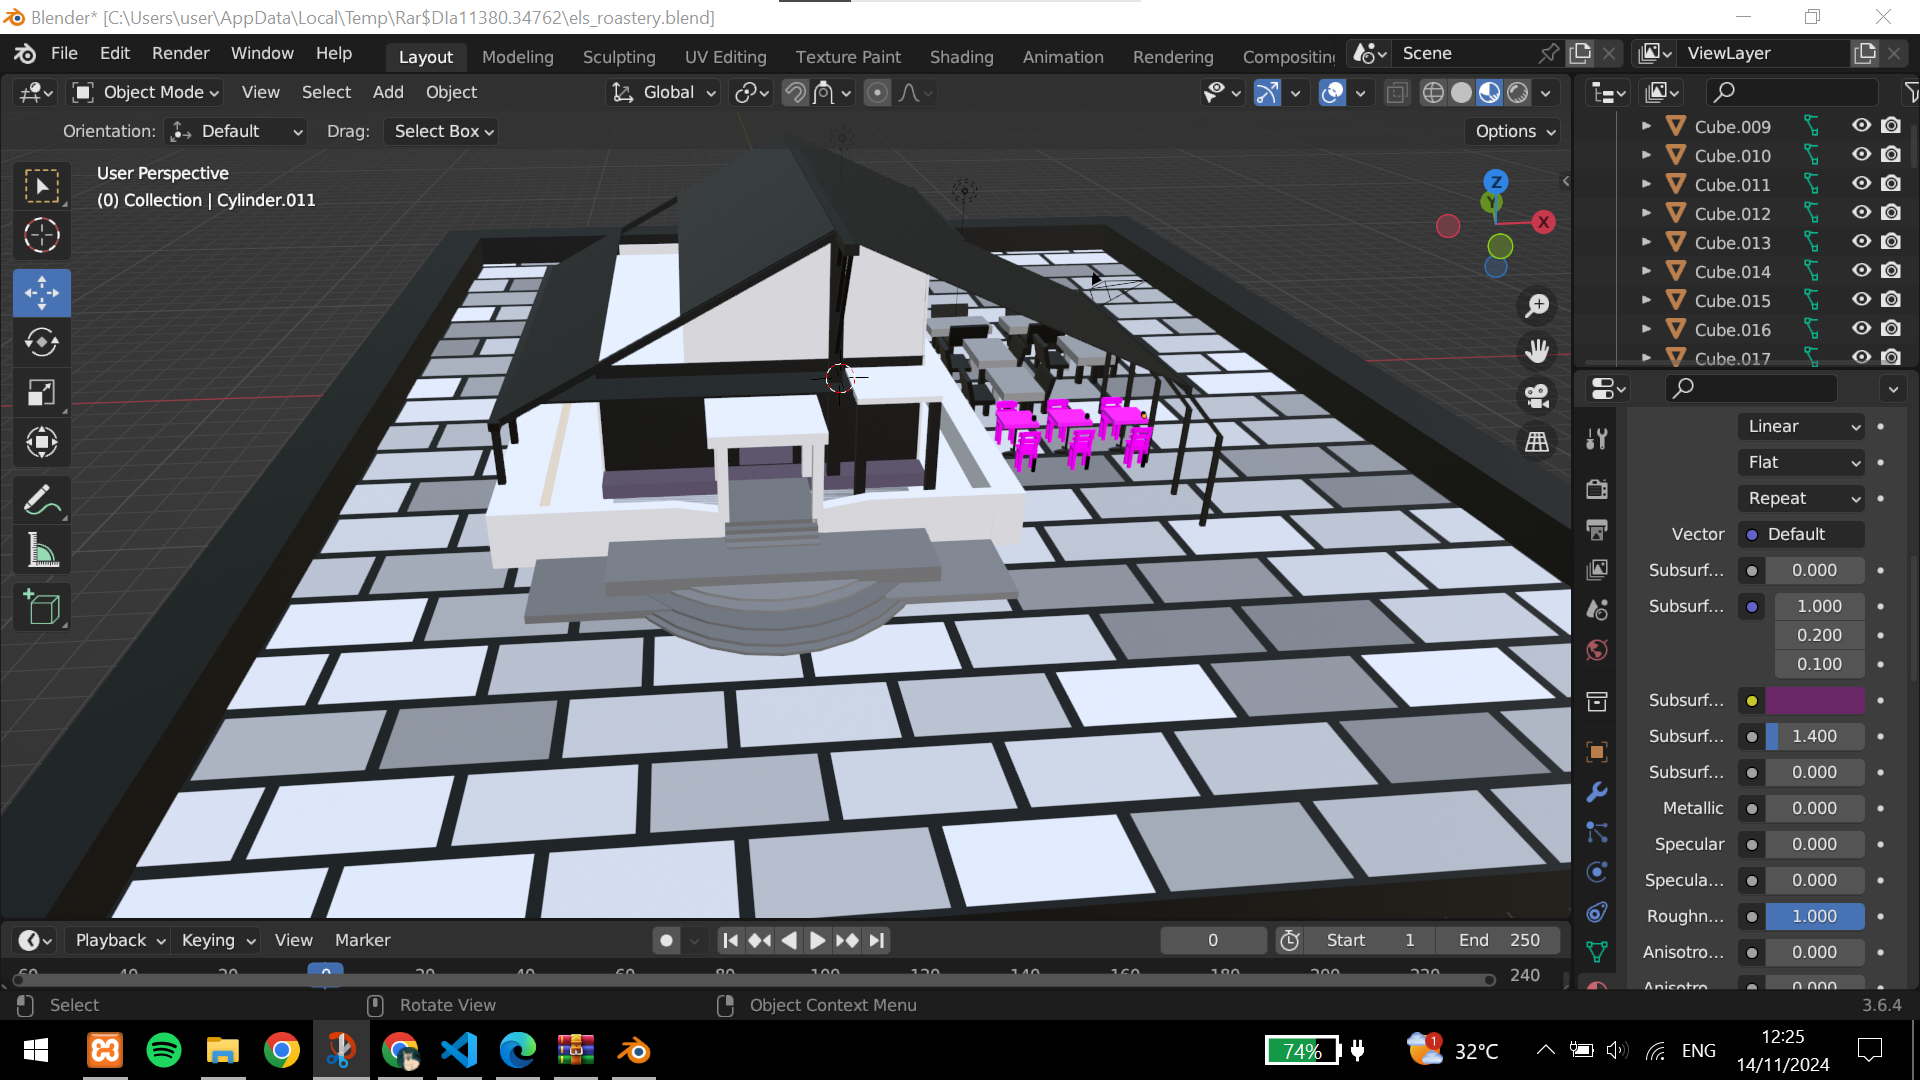 Blender* [C:\Users\user\AppData\Local\Temp\Rar$DIa11380.34762\els_roastery.blend]
File Edit Render Window Help
Layout Modeling Sculpting UV Editing Texture Paint Shading Animation Rendering Compositing
Scene
ViewLayer
Object Mode View Select Add Object
Global
Orientation: Default Drag: Select Box
Options
User Perspective
(0) Collection | Cylinder.011
Z
Y
X
Cube.009
Cube.010
Cube.011
Cube.012
Cube.013
Cube.014
Cube.015
Cube.016
Cube.017
Linear
Flat
Repeat
Vector Default
Subsurf... 0.000
Subsurf... 1.000
0.200
0.100
Subsurf...
Subsurf... 1.400
Subsurf... 0.000
Metallic 0.000
Specular 0.000
Specula... 0.000
Roughn... 1.000
Anisotro... 0.000
Anisotro... 0.000
Playback Keying View Marker
0
Start 1
End 250
-60 -40 -20 0 20 40 60 80 100 120 140 160 180 200 220 240
Select
Rotate View
Object Context Menu
3.6.4
74%
1
32°C
ENG
12:25
14/11/2024